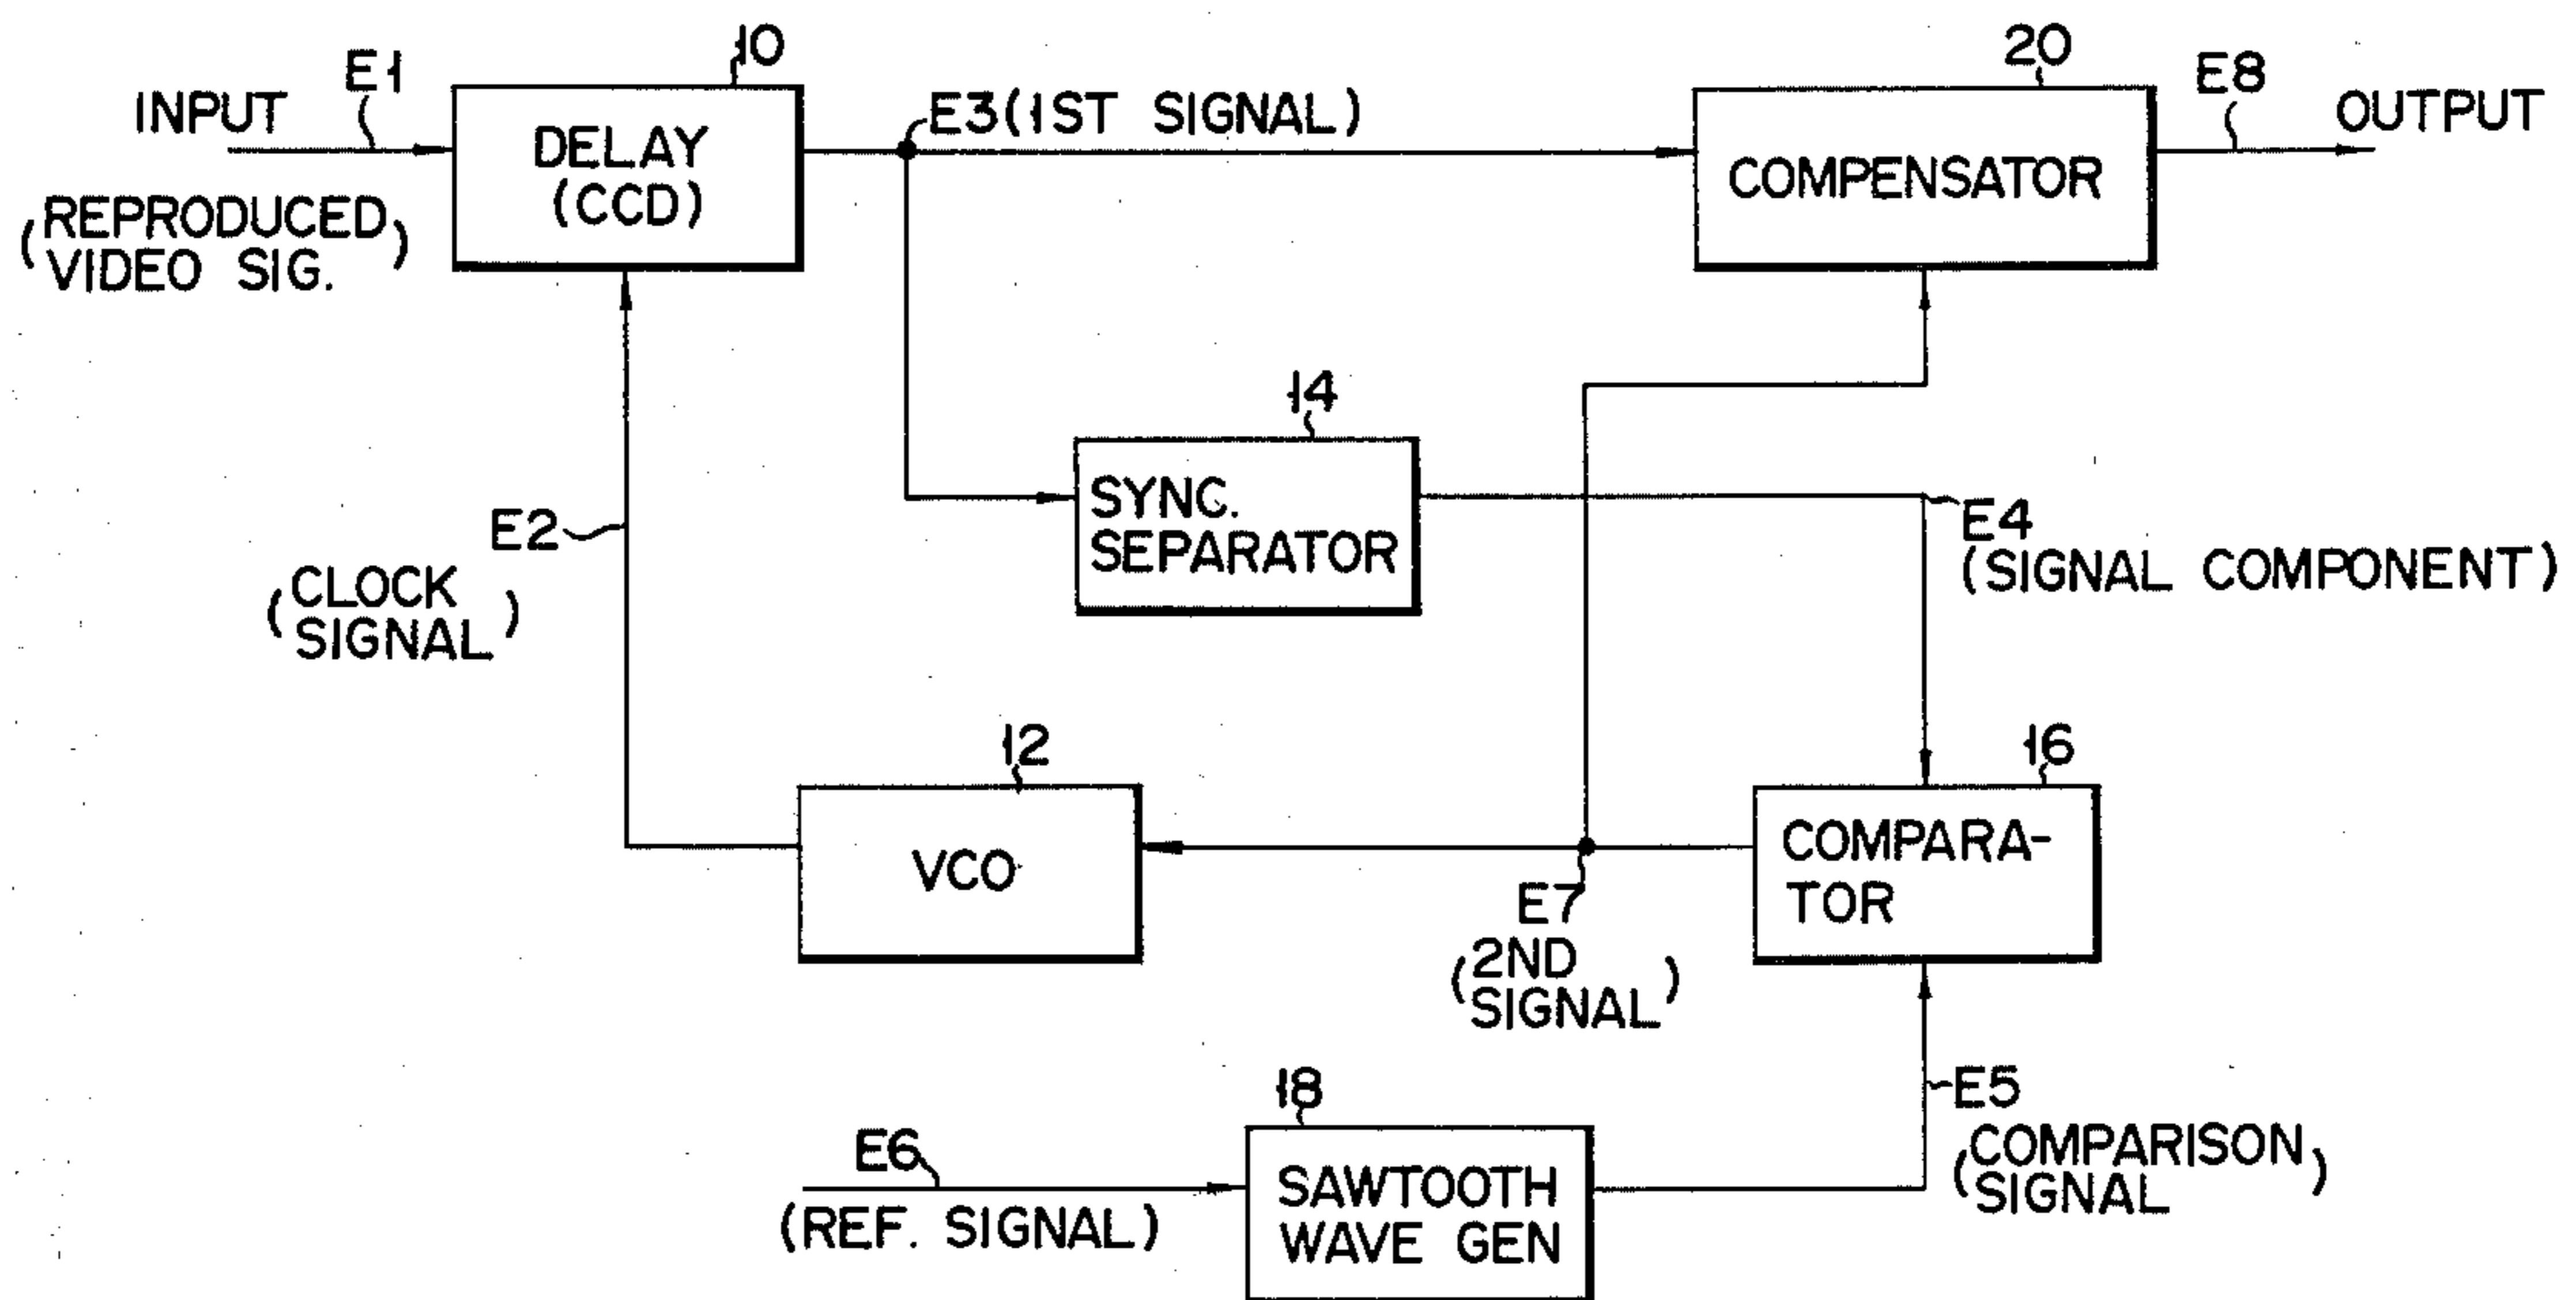 10
20
E1
E8
INPUT
DELAY
(CCD)
E3(1ST SIGNAL)
COMPENSATOR
OUTPUT
(REPRODUCED
VIDEO SIG.)
14
SYNC.
SEPARATOR
E2
(CLOCK
SIGNAL)
E4
(SIGNAL COMPONENT)
12
16
VCO
COMPARA-
TOR
E7
(2ND
SIGNAL)
18
E5
(COMPARISON
SIGNAL)
E6
(REF. SIGNAL)
SAWTOOTH
WAVE GEN